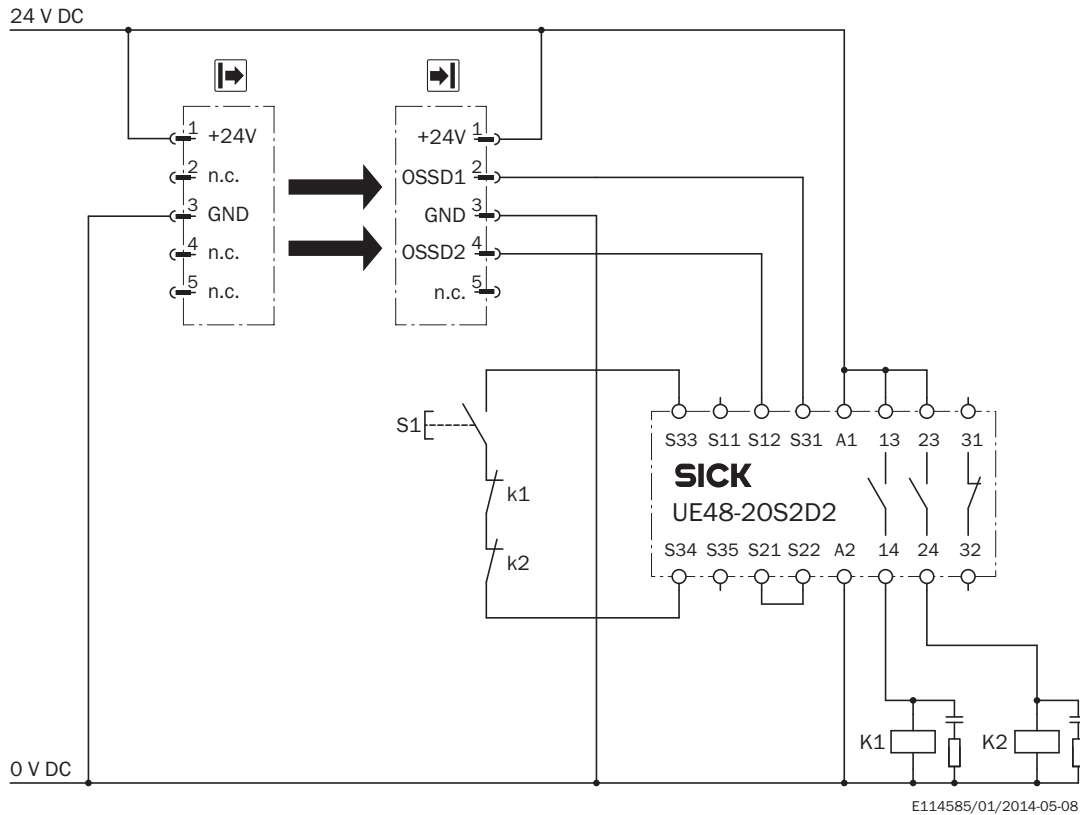 24 V DC
1 +24V
2 n.c.
3 GND
4 n.c.
5 n.c.
+24V 1
OSSD1 2
GND 3
OSSD2 4
n.c. 5
S1
k1
k2
S33 S11 S12 S31 A1 13 23 31
SICK
UE48-20S2D2
S34 S35 S21 S22 A2 14 24 32
K1
K2
0 V DC
E114585/01/2014-05-08